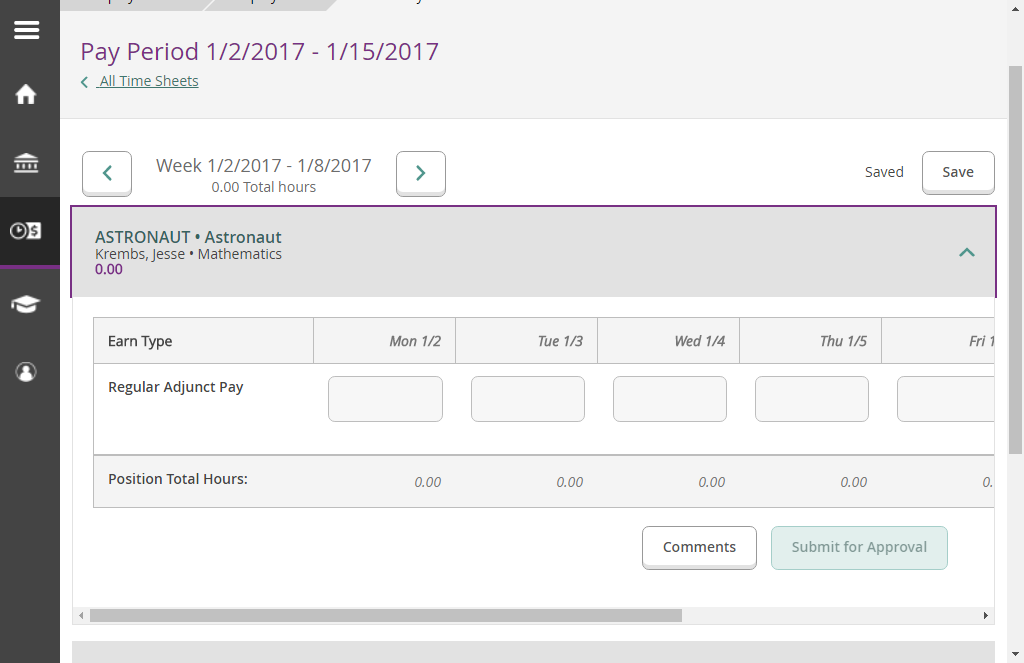 Pay Period 1/2/2017 - 1/15/2017
All Time Sheets
Week 1/2/2017 - 1/8/2017
0.00 Total hours
Saved
Save
ASTRONAUT • Astronaut
Krembs, Jesse • Mathematics
0.00
Earn Type Mon 1/2 Tue 1/3 Wed 1/4 Thu 1/5 Fri 1
Regular Adjunct Pay
Position Total Hours: 0.00 0.00 0.00 0.00 0.
Comments
Submit for Approval